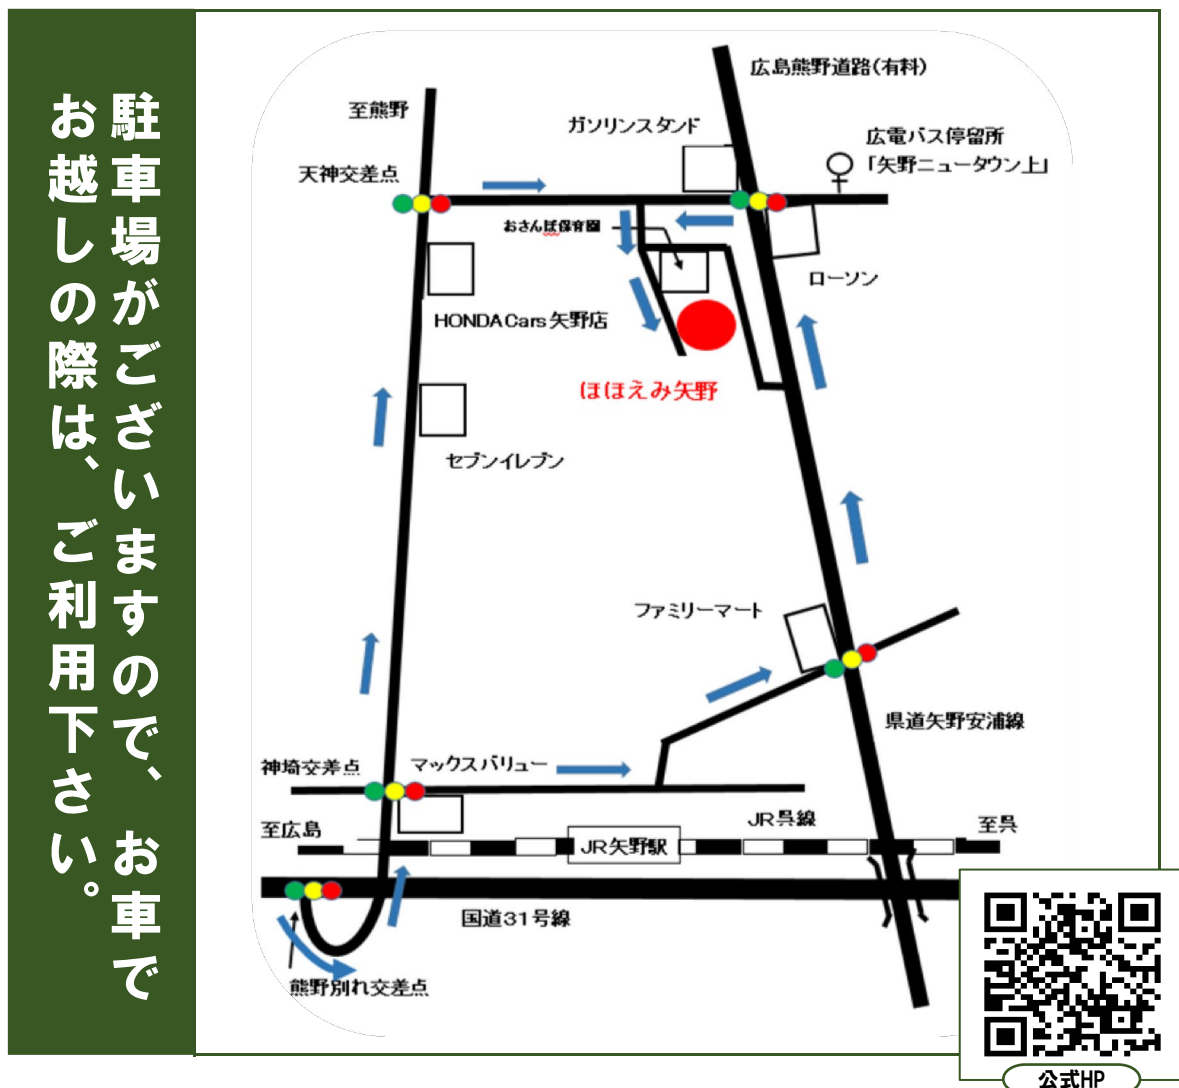 駐車場がございますので、お車で
お越しの際は、ご利用下さい。
広島熊野道路(有料)
至熊野
ガソリンスタンド
広電バス停留所
「矢野ニュータウン上」
天神交差点
おさんぽ保育園
ローソン
HONDA Cars 矢野店
ほほえみ矢野
セブンイレブン
ファミリーマート
県道矢野安浦線
神埼交差点
マックスバリュー
至広島
JR呉線
至呉
JR矢野駅
国道31号線
熊野別れ交差点
公式HP